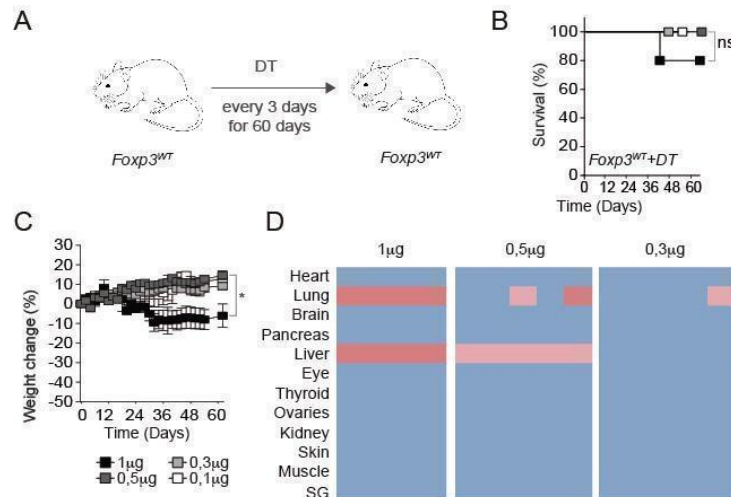 A
DT
every 3 days
for 60 days
Foxp3WT
Foxp3WT
B
Survival (%)
100
80
60
40
20
0
ns
Foxp3WT+DT
0 12 24 36 48 60
Time (Days)
C
Weight change (%)
30
20
10
0
-10
-20
-30
-40
-50
*
0 12 24 36 48 60
Time (Days)
1µg
0,3µg
0,5µg
0,1µg
D
1µg 0,5µg 0,3µg
Heart
Lung
Brain
Pancreas
Liver
Eye
Thyroid
Ovaries
Kidney
Skin
Muscle
SG